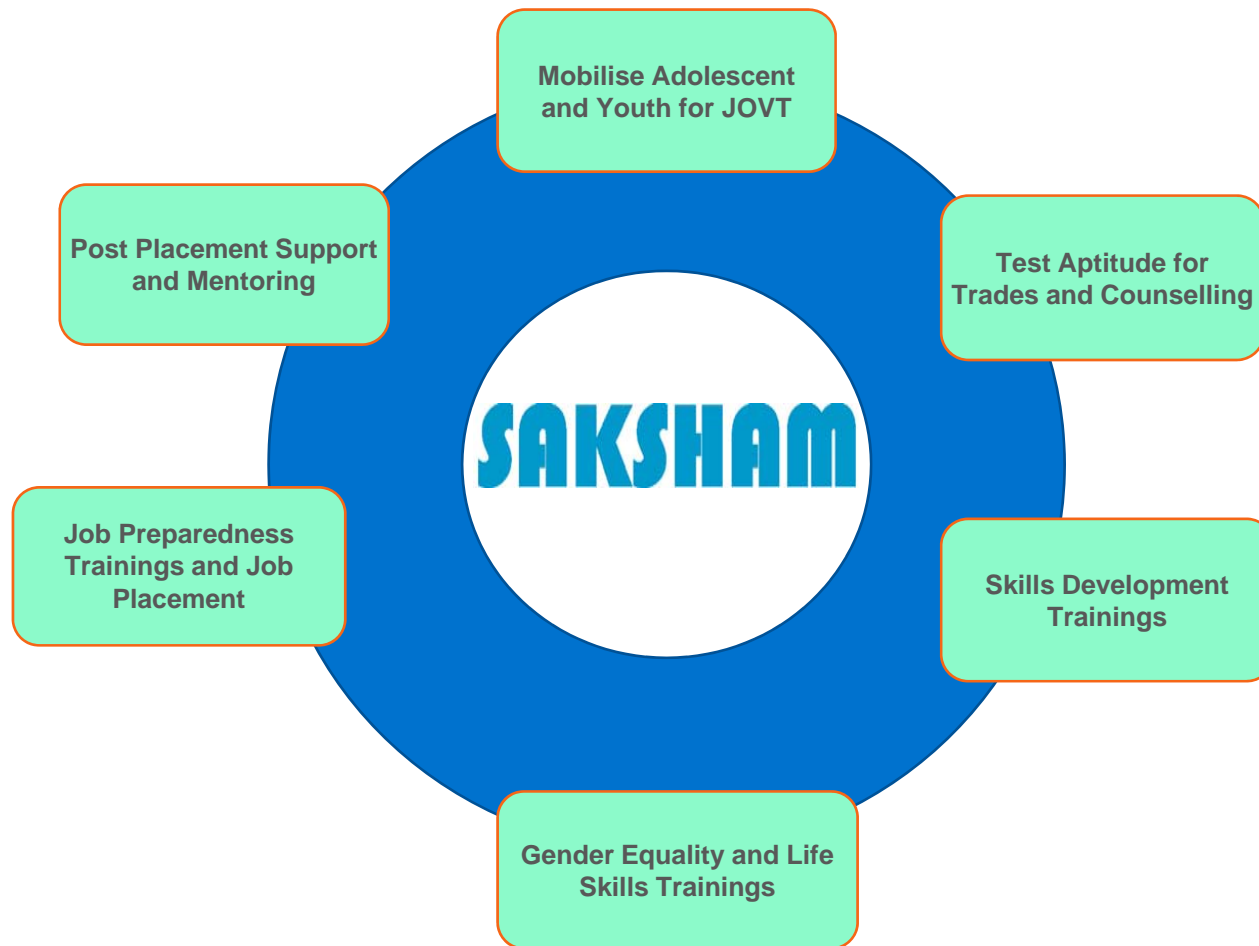 Mobilise Adolescent
and Youth for JOVT
Test Aptitude for
Trades and Counselling
Skills Development
Trainings
Gender Equality and Life
Skills Trainings
Job Preparedness
Trainings and Job
Placement
Post Placement Support
and Mentoring
SAKSHAM